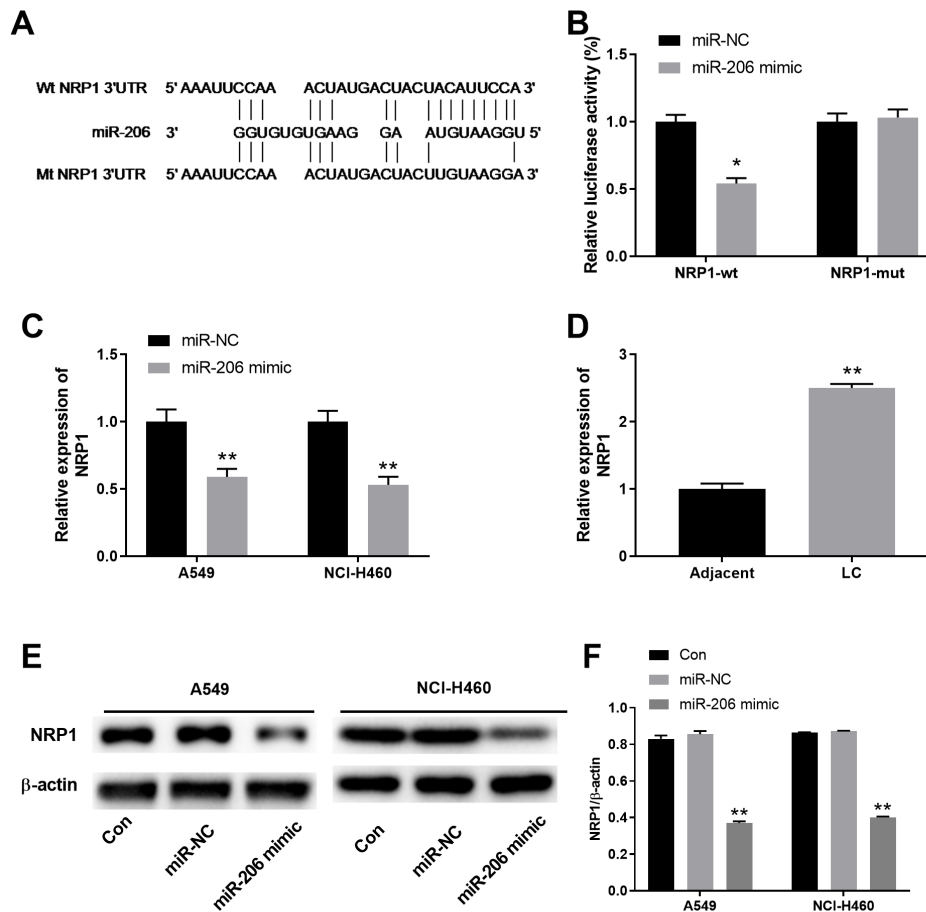 A
Wt NRP1 3'UTR 5' AAAUUCCAA ACUAUGACUACUACAUUCCA 3'
miR-206 3' GGUGUGUGAAG GA AUGUAAGGU 5'
Mt NRP1 3'UTR 5' AAAUUCCAA ACUAUGACUACUUGUAAGGA 3'
B
miR-NC
miR-206 mimic
Relative luciferase activity (%)
1.5
1.0
0.5
0.0
*
NRP1-wt NRP1-mut
C
miR-NC
miR-206 mimic
Relative expression of
NRP1
1.5
1.0
0.5
0.0
**
**
A549 NCI-H460
D
Relative expression of
NRP1
3
2
1
0
**
Adjacent LC
E
A549 NCI-H460
NRP1
β-actin
Con
miR-NC
miR-206 mimic
Con
miR-NC
miR-206 mimic
F
Con
miR-NC
miR-206 mimic
NRP1/β-actin
1.0
0.8
0.6
0.4
0.2
0.0
**
**
A549 NCI-H460